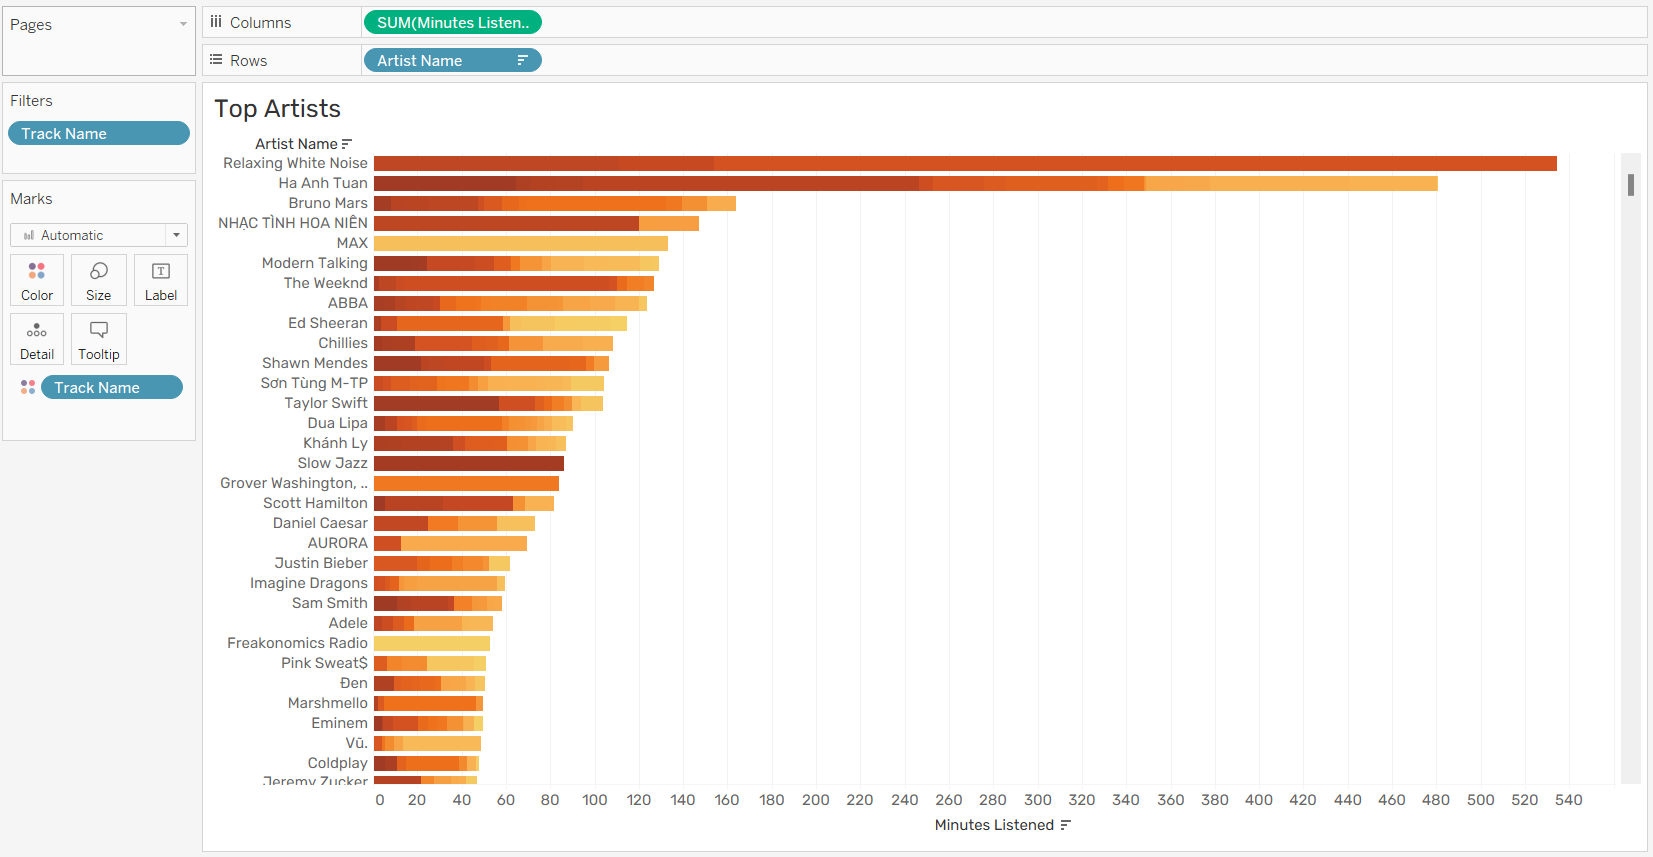 Pages
Columns
SUM(Minutes Listen..
Rows
Artist Name
Filters
Track Name
Marks
Automatic
Color
Size
Label
Detail
Tooltip
Track Name
Top Artists
Artist Name
Relaxing White Noise
Ha Anh Tuan
Bruno Mars
NHẠC TÌNH HOA NIÊN
MAX
Modern Talking
The Weeknd
ABBA
Ed Sheeran
Chillies
Shawn Mendes
Sơn Tùng M-TP
Taylor Swift
Dua Lipa
Khánh Ly
Slow Jazz
Grover Washington, ..
Scott Hamilton
Daniel Caesar
AURORA
Justin Bieber
Imagine Dragons
Sam Smith
Adele
Freakonomics Radio
Pink Sweat$
Đen
Marshmello
Eminem
Vũ.
Coldplay
Jeremy Zucker
0 20 40 60 80 100 120 140 160 180 200 220 240 260 280 300 320 340 360 380 400 420 440 460 480 500 520 540
Minutes Listened